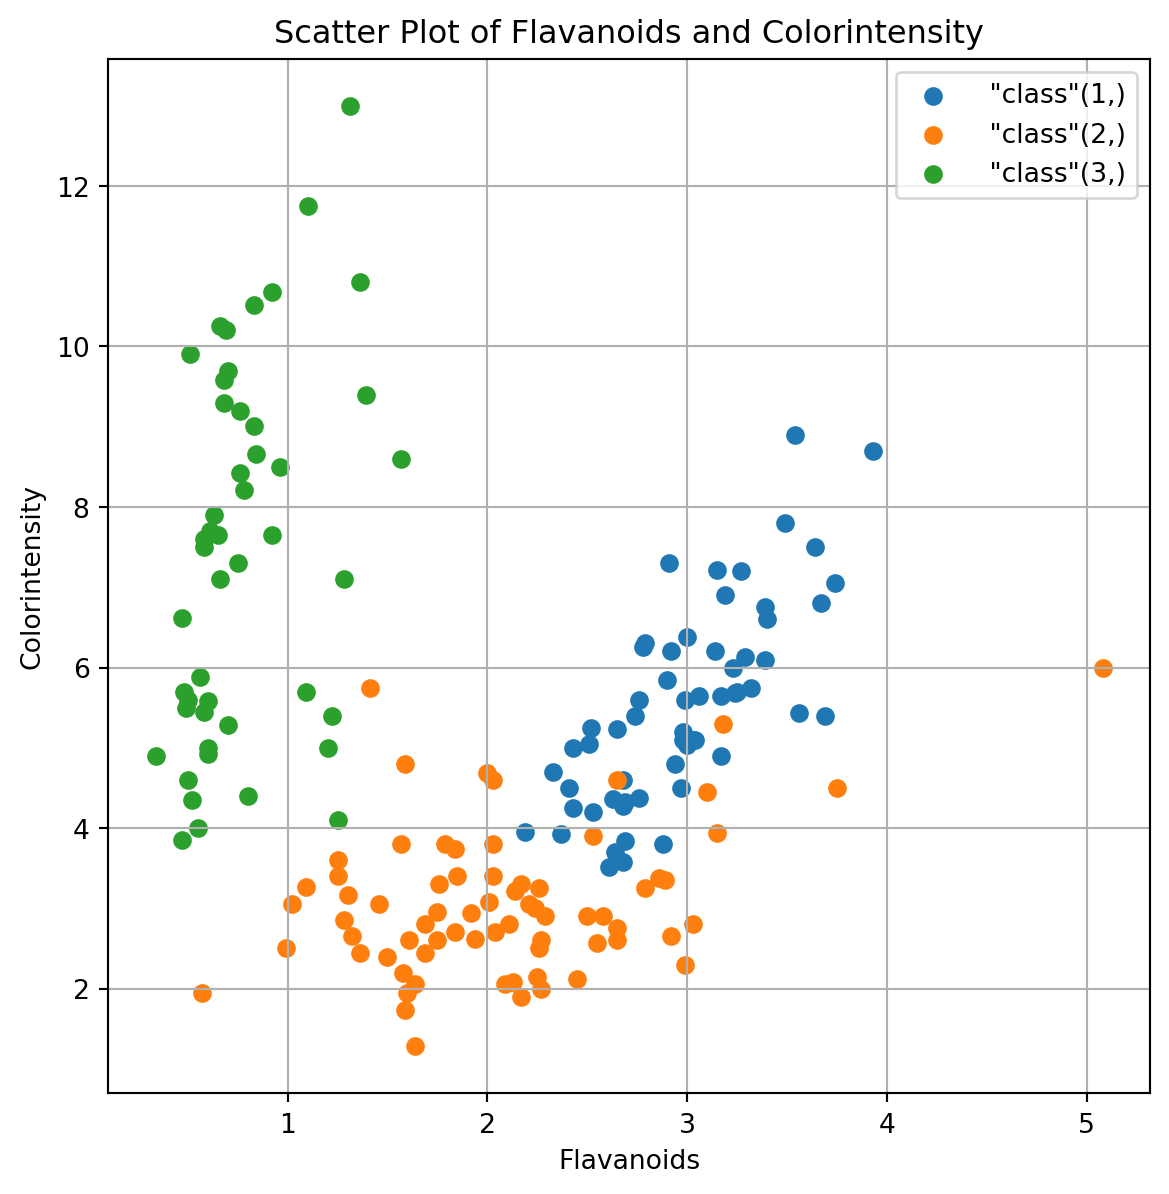 Scatter Plot of Flavanoids and Colorintensity
"class"(1,)
"class"(2,)
"class"(3,)
12
10
8
6
4
2
Colorintensity
1 2 3 4 5
Flavanoids